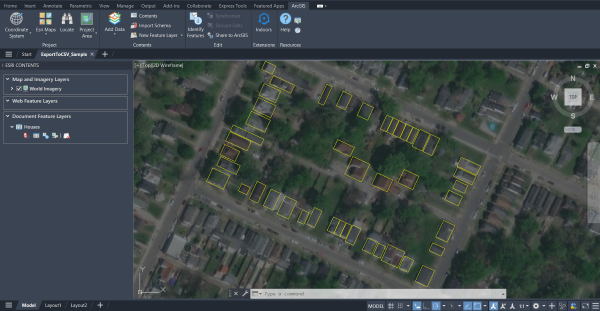 Home Insert Annotate Parametric View Manage Output Add-ins Collaborate Express Tools Featured Apps ArcGIS
Coordinate System Esri Maps Locate Project Area
Add Data Contents
Import Schema
New Feature Layer
Identify Features Synchronize
Share to ArcGIS
Indoors Help
Project Contents Edit Extensions Resources
Start ExportToCSV_Sample
ESRI CONTENTS
Map and Imagery Layers
World Imagery
Web Feature Layers
Document Feature Layers
Houses
[−][Top][2D Wireframe]
N
W TOP E
S
Y
X
Type a command
Model Layout1 Layout2
MODEL 1:1